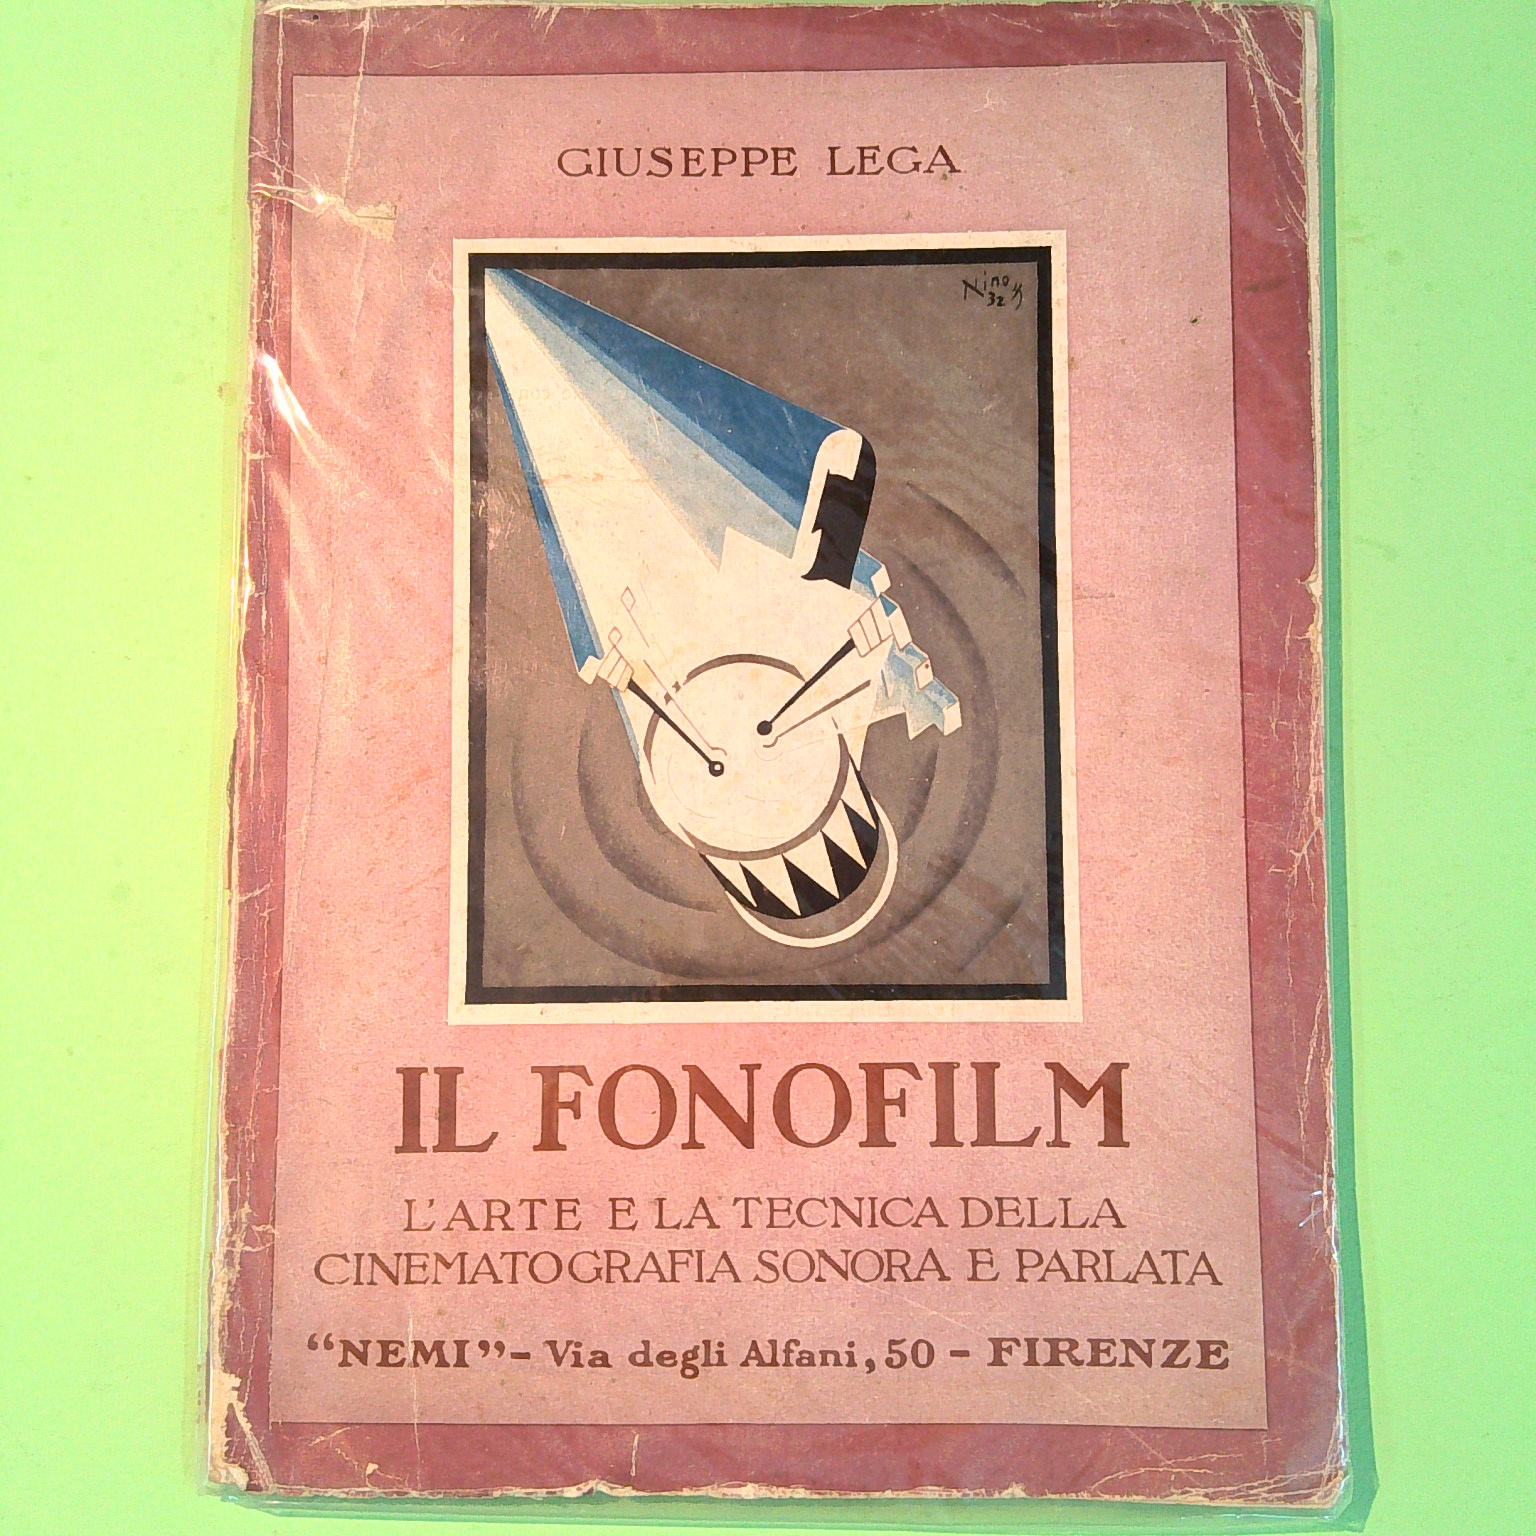 GIUSEPPE LEGA
Nino
32
IL FONOFILM
L'ARTE E LA TECNICA DELLA
CINEMATOGRAFIA SONORA E PARLATA
“NEMI” - Via degli Alfani, 50 - FIRENZE